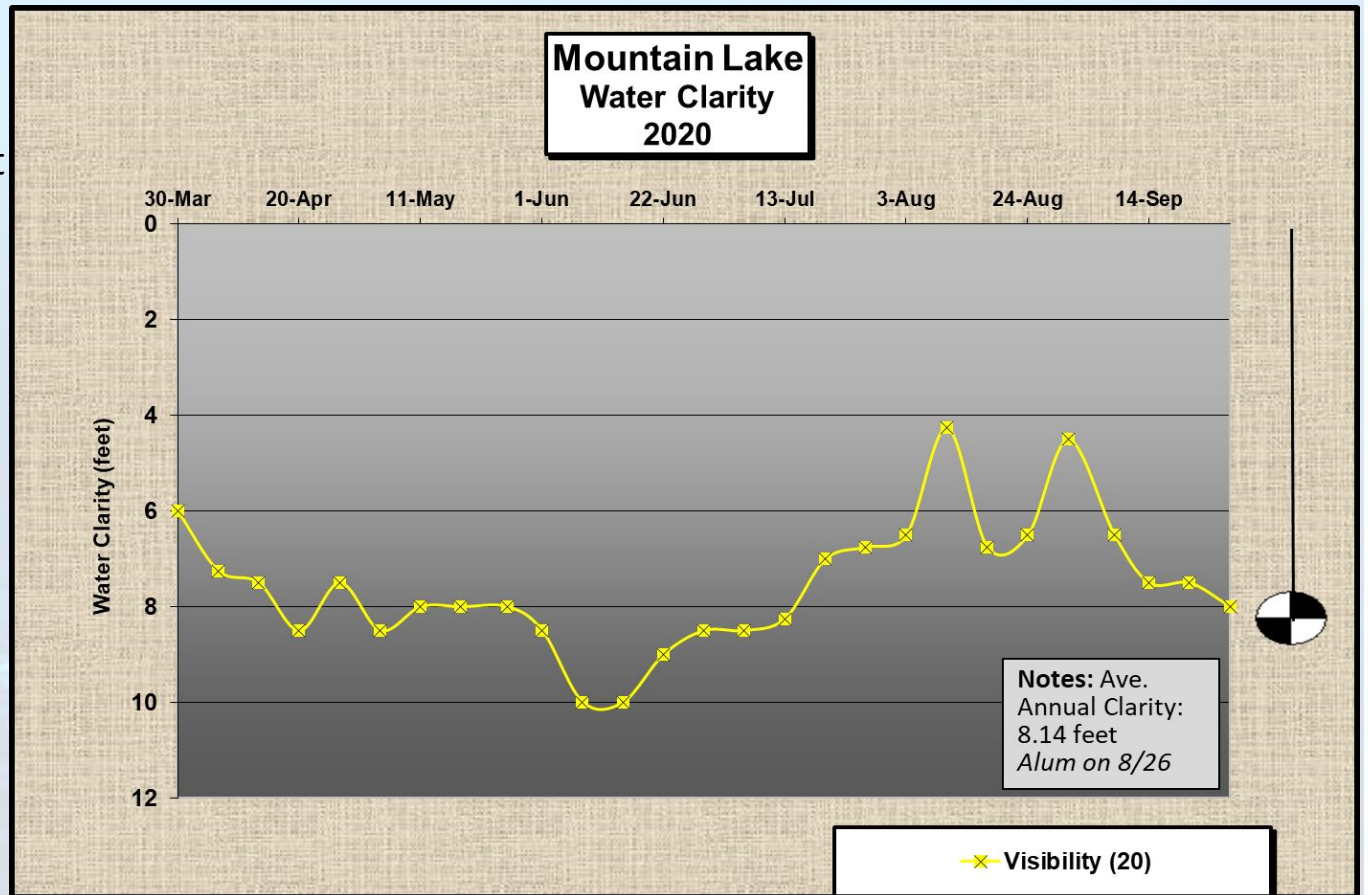 Mountain Lake
Water Clarity
2020
t
30-Mar 20-Apr 11-May 1-Jun 22-Jun 13-Jul 3-Aug 24-Aug 14-Sep
0
2
4
6
8
10
12
Water Clarity (feet)
Notes: Ave.
Annual Clarity:
8.14 feet
Alum on 8/26
Visibility (20)